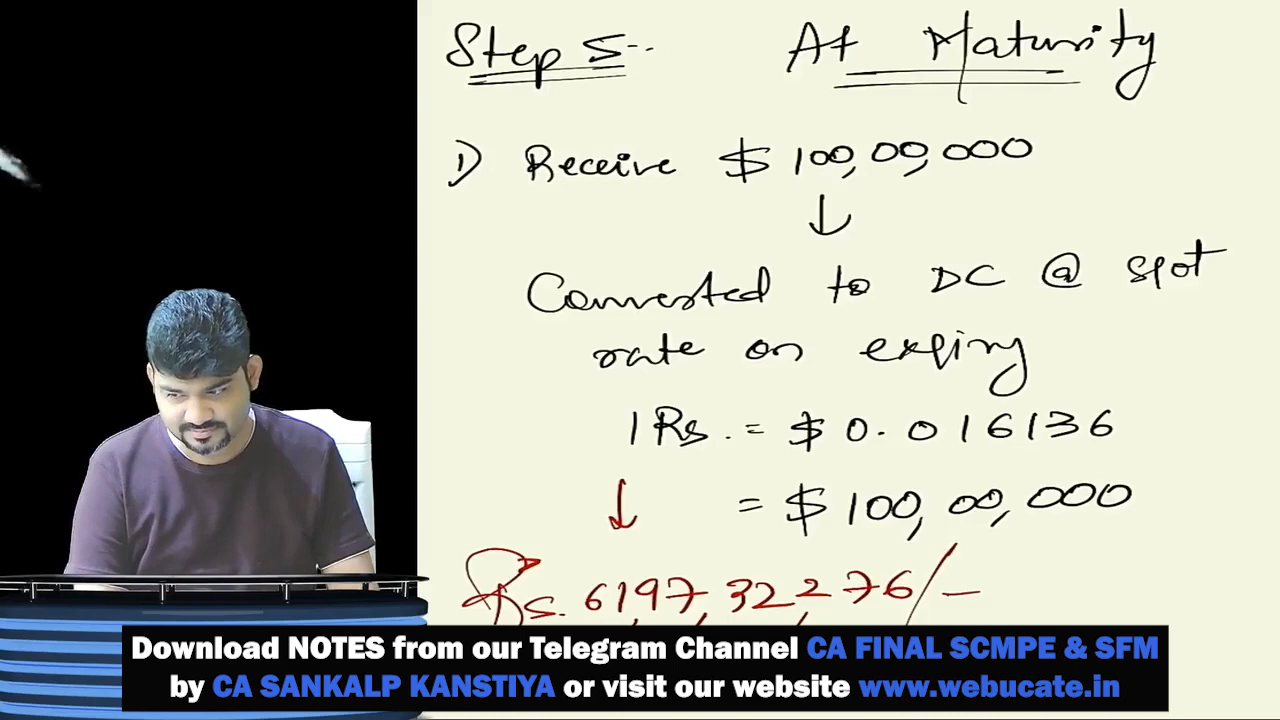 Step 5-- At Maturity
1) Receive $ 100,00,000
↓
Converted to DC @ spot
rate on expiry
1 Rs. = $ 0.016136
↓ = $ 100,00,000
Rs. 6197,32,276/-
Download NOTES from our Telegram Channel CA FINAL SCMPE & SFM
by CA SANKALP KANSTIYA or visit our website www.webucate.in